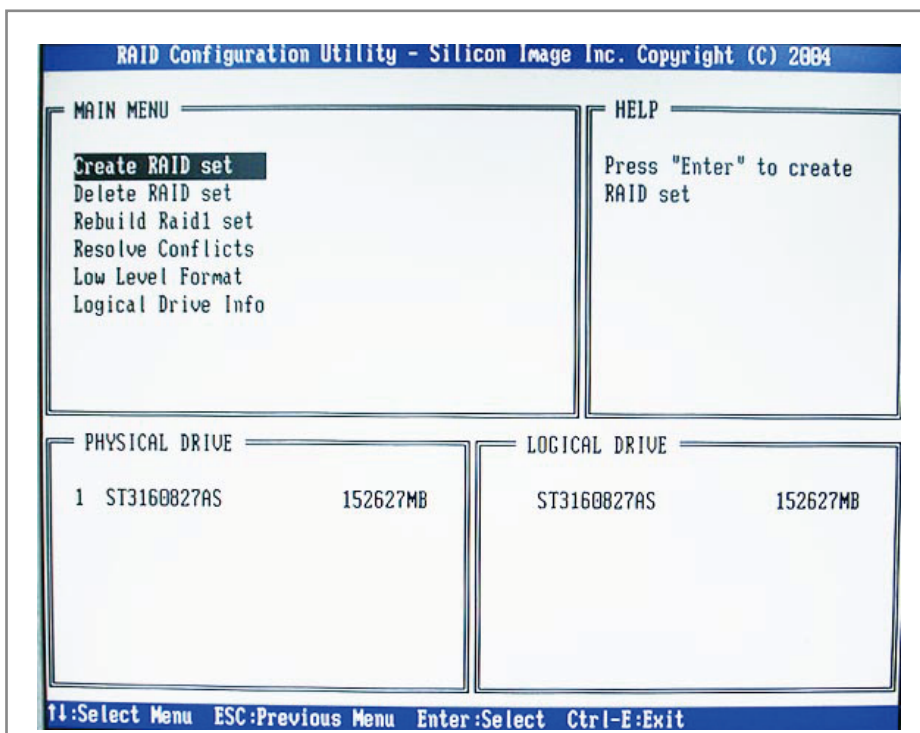 RAID Configuration Utility - Silicon Image Inc. Copyright (C) 2004
MAIN MENU
Create RAID set
Delete RAID set
Rebuild Raid1 set
Resolve Conflicts
Low Level Format
Logical Drive Info
HELP
Press "Enter" to create
RAID set
PHYSICAL DRIVE
1 ST3160827AS 152627MB
LOGICAL DRIVE
ST3160827AS 152627MB
↑↓:Select Menu ESC:Previous Menu Enter:Select Ctrl-E:Exit